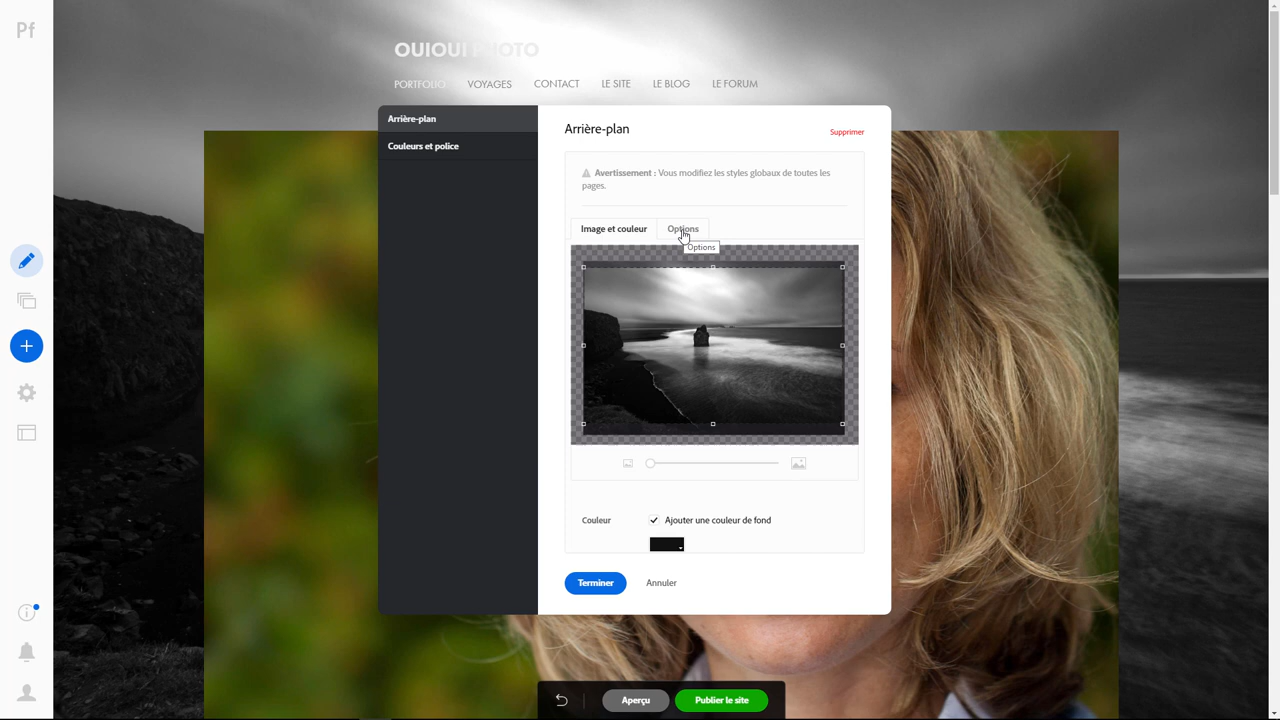 Pf
OUIOUI PHOTO
PORTFOLIO VOYAGES CONTACT LE SITE LE BLOG LE FORUM
Arrière-plan
Couleurs et police
Arrière-plan
Supprimer
Avertissement : Vous modifiez les styles globaux de toutes les
pages.
Image et couleur Options
Options
Couleur Ajouter une couleur de fond
Terminer Annuler
Aperçu Publier le site